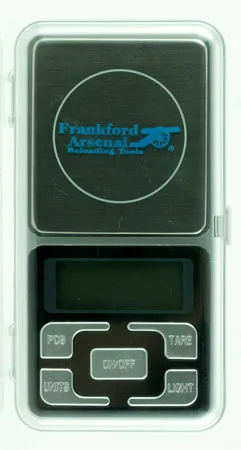 Frankford
Arsenal
®
Reloading Tools
PCS
TARE
ON/OFF
UNITS
LIGHT